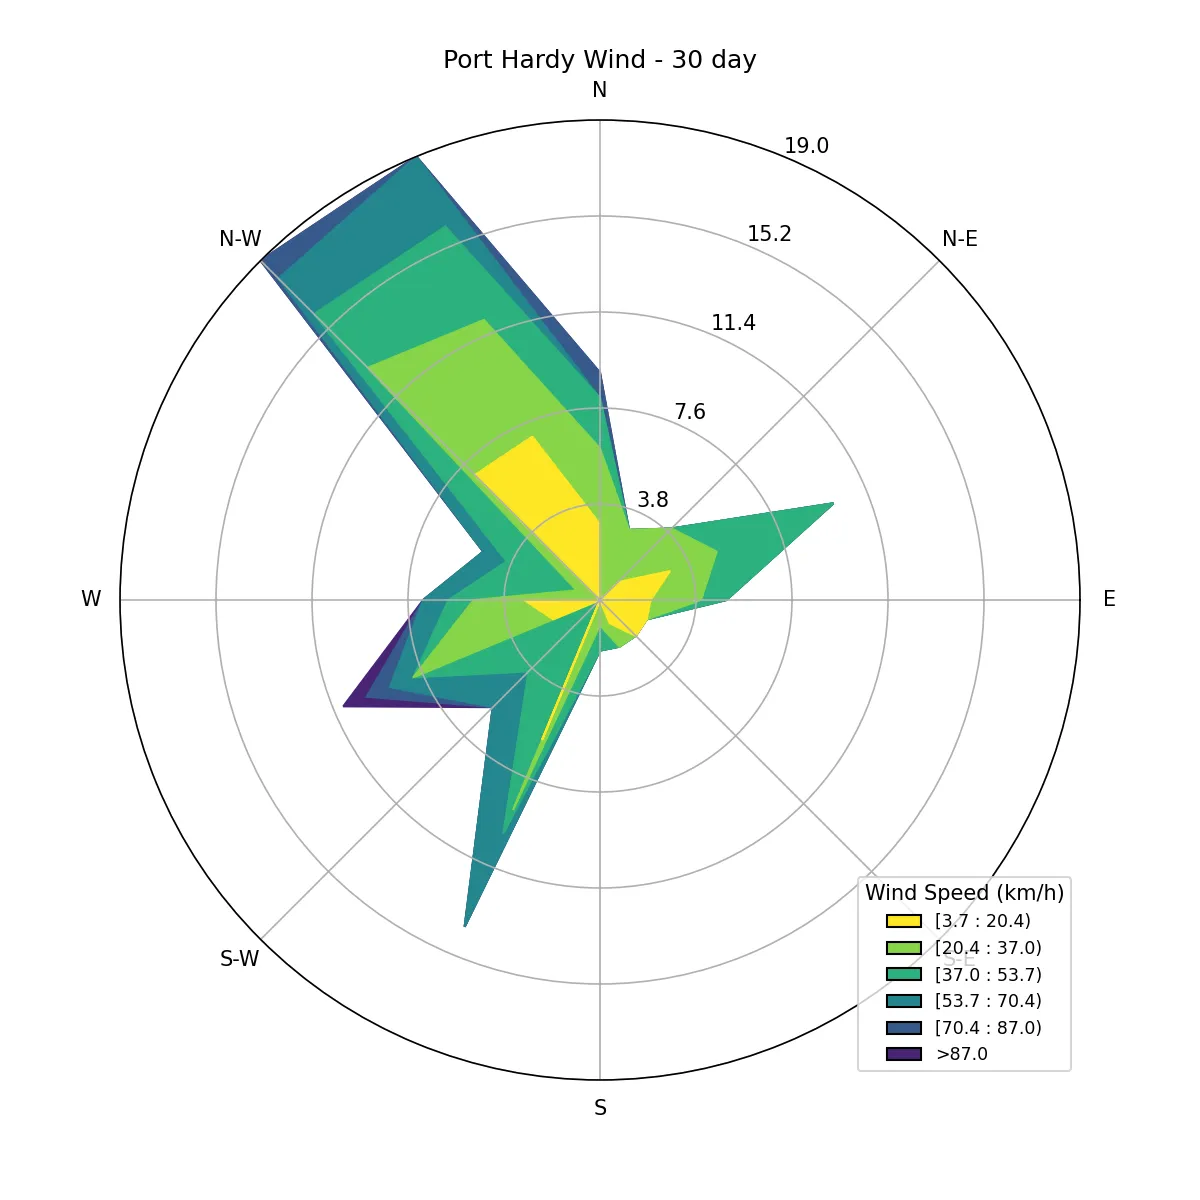 Port Hardy Wind - 30 day
N
19.0
15.2
N-W
N-E
11.4
7.6
3.8
W
E
Wind Speed (km/h)
[3.7 : 20.4)
[20.4 : 37.0)
S-W
S-E
[37.0 : 53.7)
[53.7 : 70.4)
[70.4 : 87.0)
>87.0
S